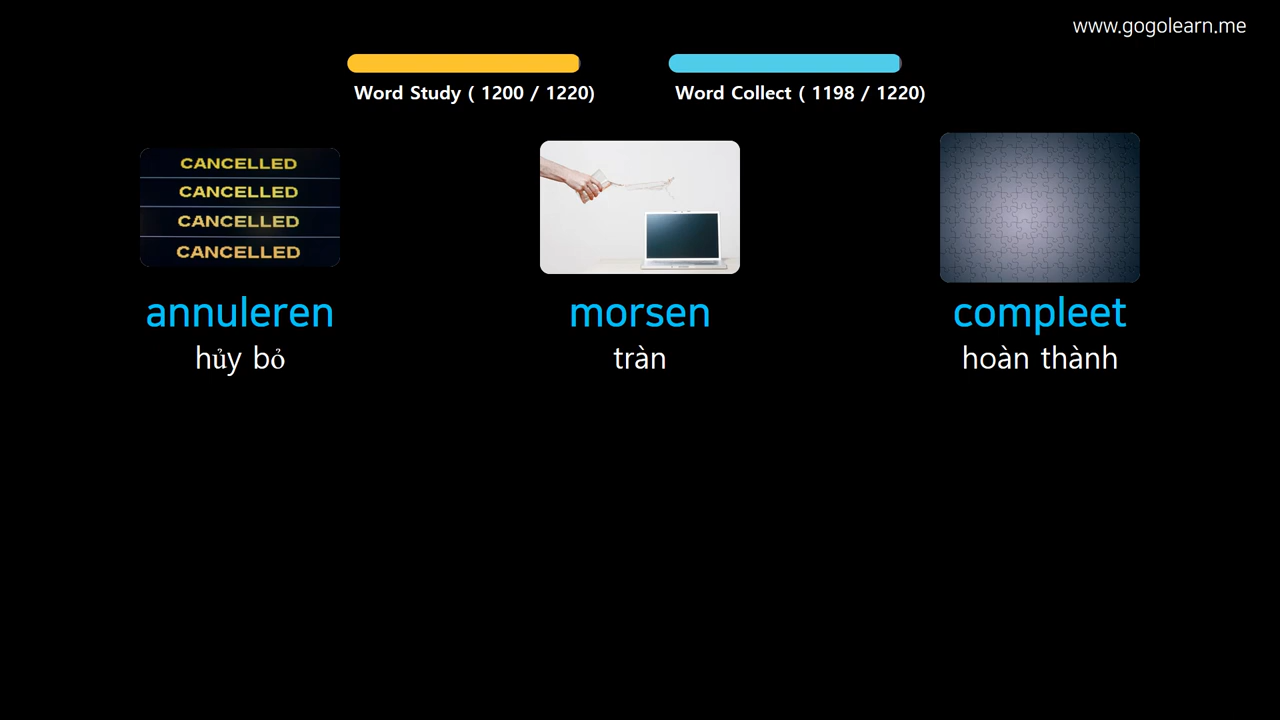 www.gogolearn.me
Word Study ( 1200 / 1220)
Word Collect ( 1198 / 1220)
CANCELLED
CANCELLED
CANCELLED
CANCELLED
annuleren
hủy bỏ
morsen
tràn
compleet
hoàn thành